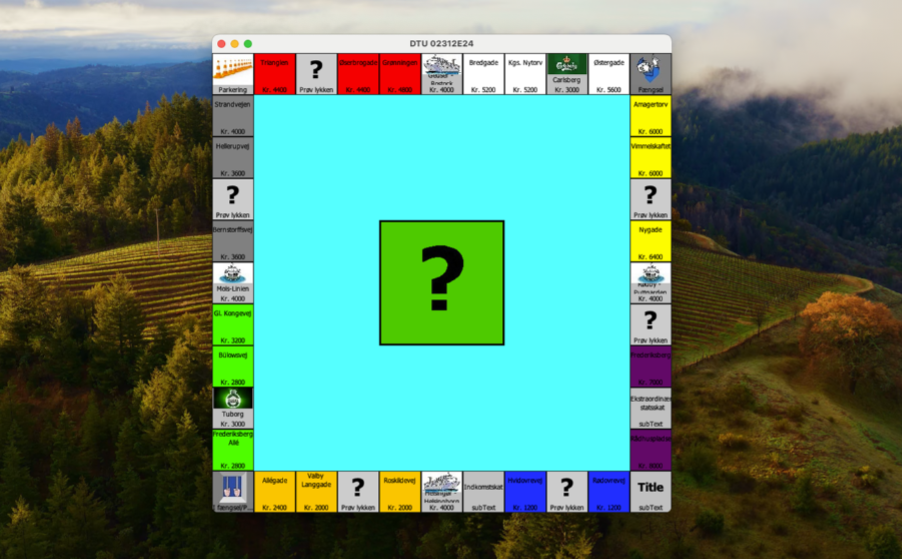 DTU 02312E24
Parkering
Trianglen
Kr. 4400
Prøv lykken
Østerbrogade
Kr. 4400
Grønningen
Kr. 4800
Kr. 4000
Bredgade
Kr. 5200
Kgs. Nytorv
Kr. 5200
Carlsberg
Kr. 3000
Østergade
Kr. 5600
Fængsel
Strandvejen
Kr. 4000
Amagertorv
Kr. 6000
Hellerupvej
Kr. 3600
Vimmelskaftet
Kr. 6000
?
Prøv lykken
?
Prøv lykken
Bernstorffsvej
Kr. 3600
Nygade
Kr. 6400
?
Mols-Linien
Kr. 4000
Kr. 4000
Gl. Kongevej
Kr. 3200
?
Prøv lykken
Bülowsvej
Kr. 2800
Frederiksberg
Tuborg
Kr. 3000
Ekstraordinær
statsskat
subText
Frederiksberg
Allé
Kr. 2800
Rådhuspladsen
Kr. 8000
I fængsel/P...
Allégade
Kr. 2400
Valby
Langgade
Kr. 2000
?
Prøv lykken
Roskildevej
Kr. 2000
Kr. 4000
Indkomstskat
subText
Hvidovrevej
Kr. 1200
?
Prøv lykken
Rødovrevej
Kr. 1200
Title
subText